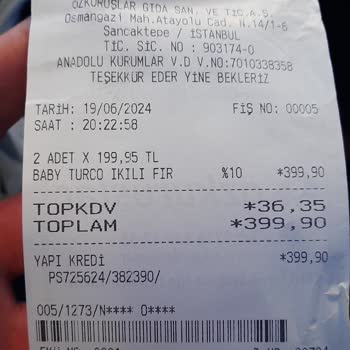 ÖZKURUŞLAR GIDA SAN. VE TİC.A.Ş.
Osmangazi Mah.Atayolu Cad. N.14/1-6
Sancaktepe / İSTANBUL
TİC. SİC. NO : 903174-0
ANADOLU KURUMLAR V.D V.NO:7010338358
TEŞEKKÜR EDER YİNE BEKLERİZ
TARİH: 19/06/2024 FİŞ NO: 00005
SAAT : 20:22:58
2 ADET X 199,95 TL
BABY TURCO IKILI FIR %10 *399,90
TOPKDV *36,35
TOPLAM *399,90
YAPI KREDİ *399,90
PS725624/382390/
005/1273/N**** O****